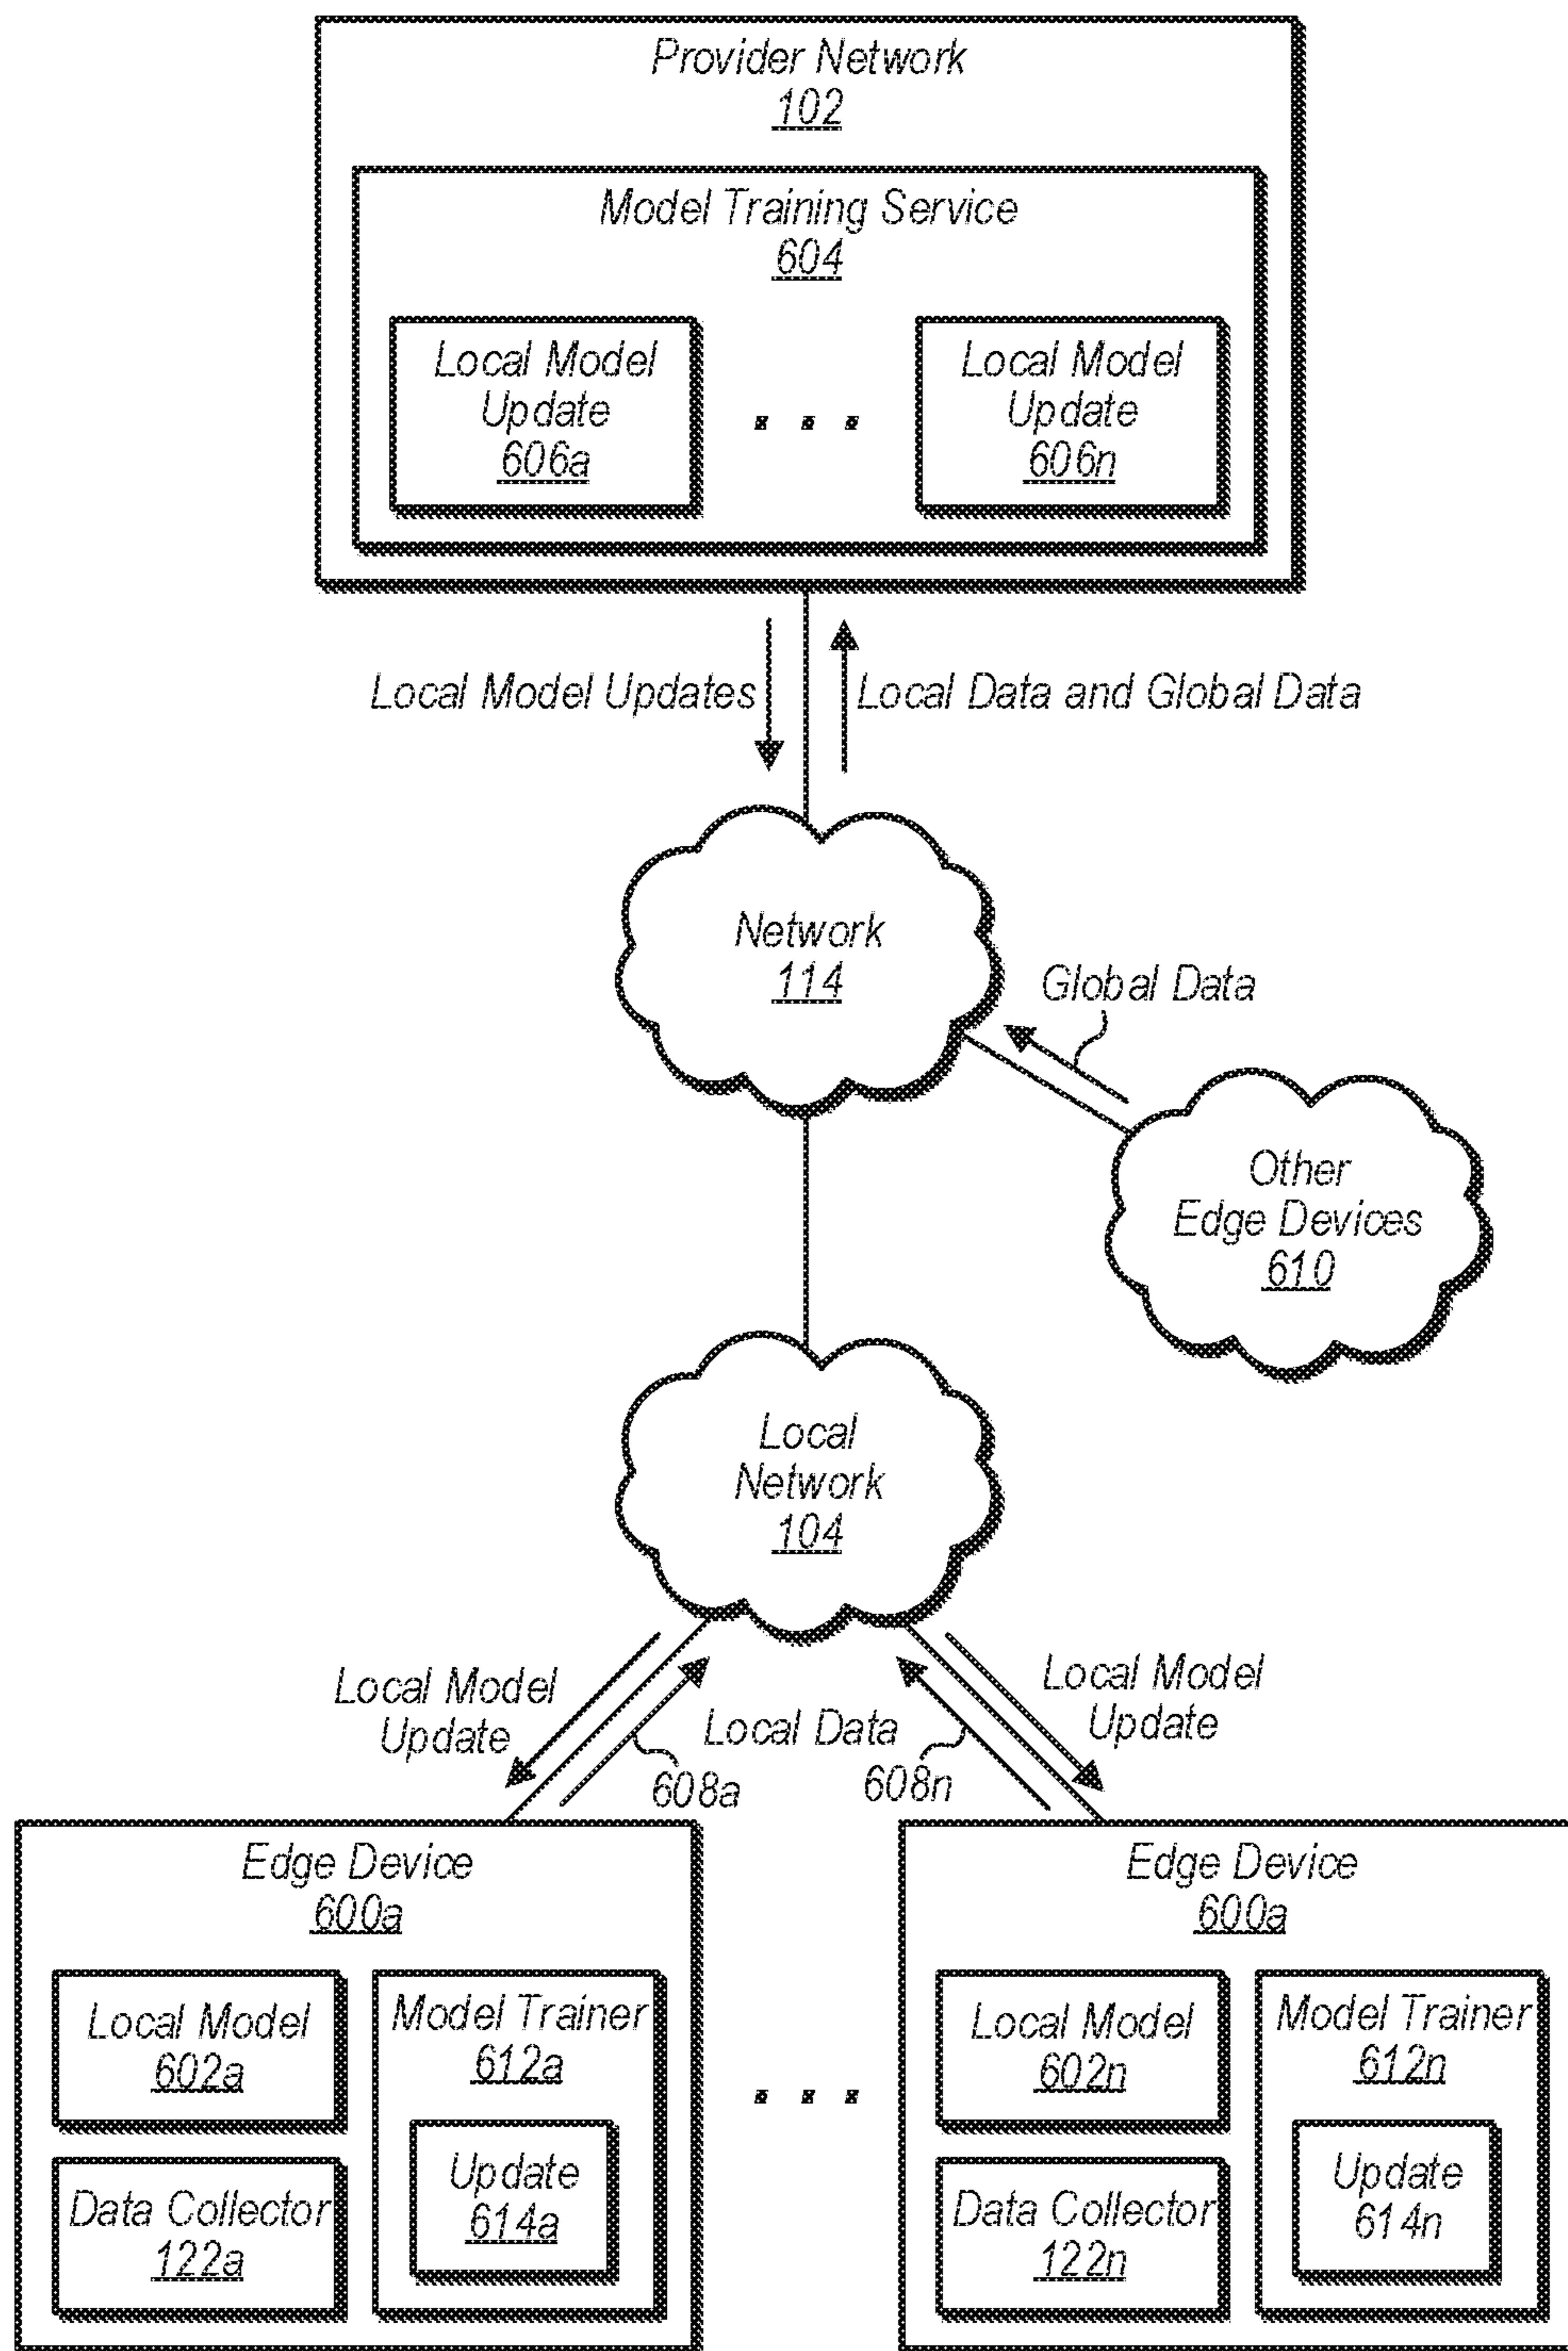 Provider Network
102
Model Training Service
604
Local Model
Update
606a
. . .
Local Model
Update
606n
Local Model Updates
Local Data and Global Data
Network
114
Global Data
Other
Edge Devices
610
Local
Network
104
Local Model
Update
Local Data
608a
608n
Local Model
Update
Edge Device
600a
Local Model
602a
Data Collector
122a
Model Trainer
612a
Update
614a
. . .
Edge Device
600a
Local Model
602n
Data Collector
122n
Model Trainer
612n
Update
614n